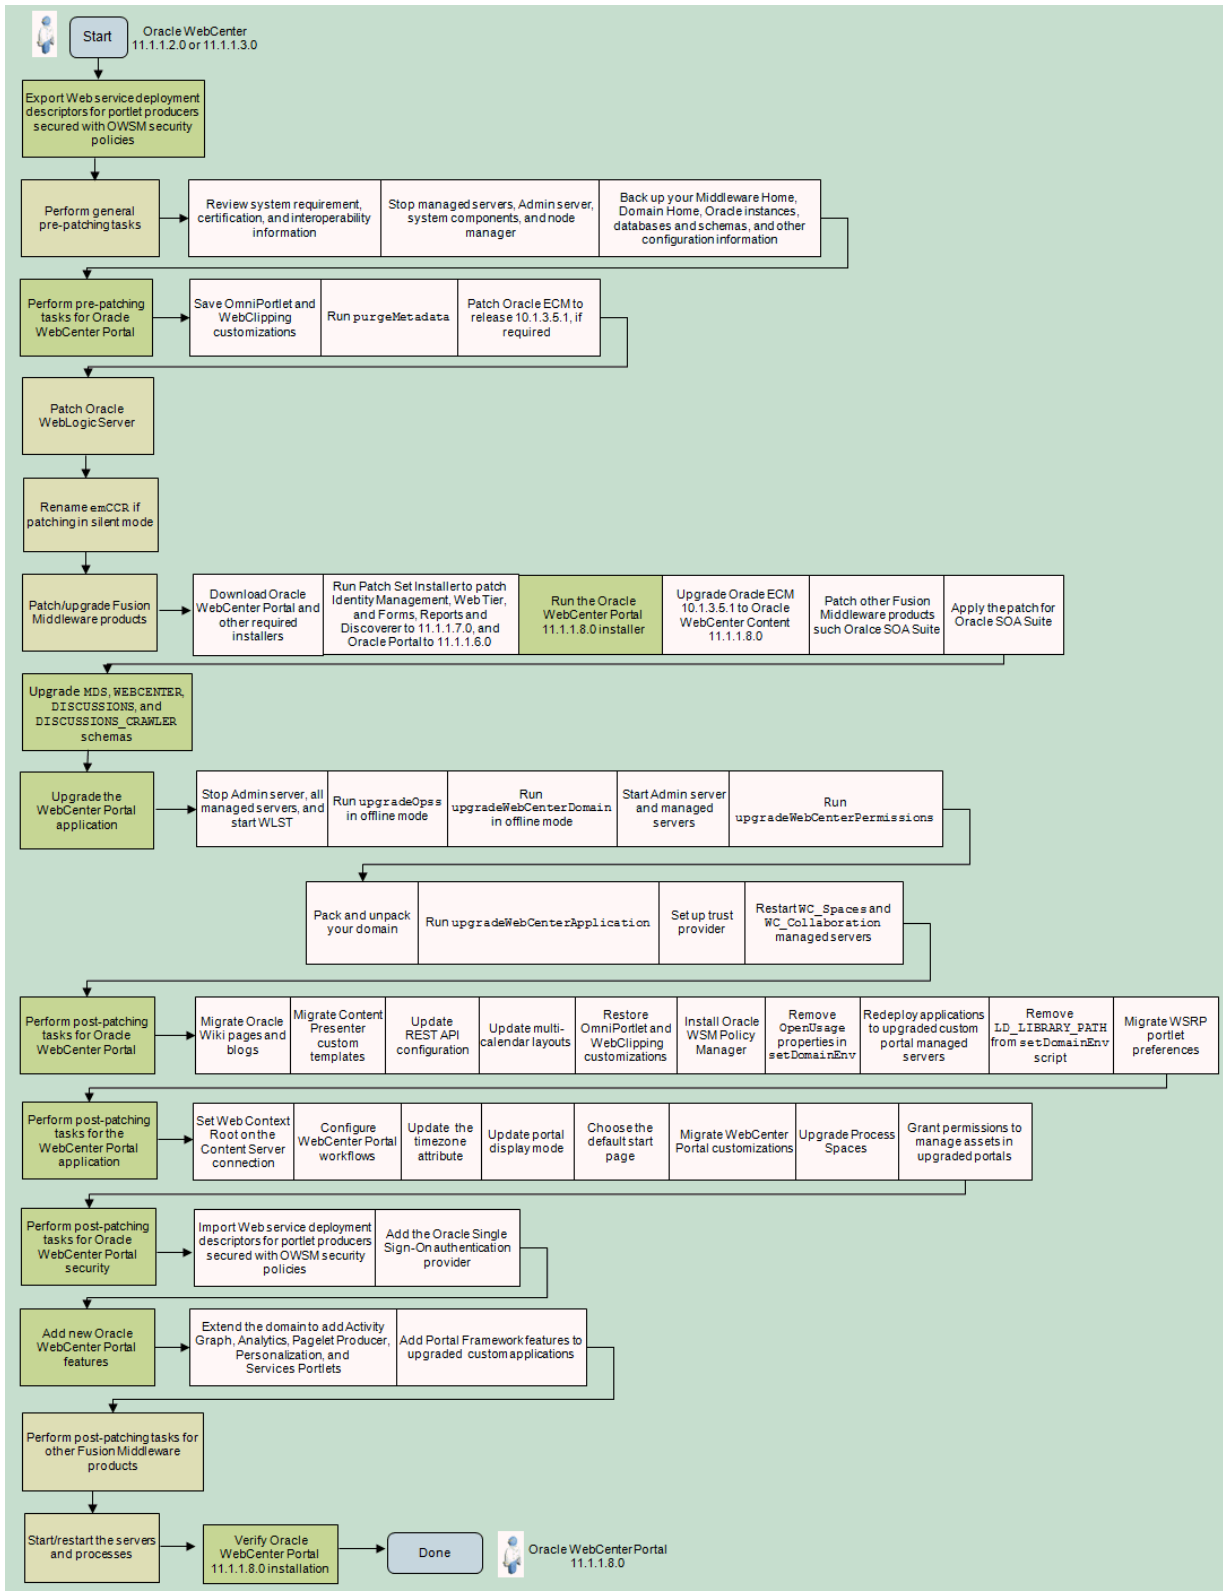 Start
Oracle WebCenter
11.1.1.2.0 or 11.1.1.3.0
Export Web service deployment
descriptors for portlet producers
secured with OWSM security
policies
Perform general
pre-patching tasks
Review system requirement,
certification, and interoperability
information
Stop managed servers, Admin server,
system components, and node
manager
Back up your Middleware Home,
Domain Home, Oracle instances,
databases and schemas, and other
configuration information
Perform pre-patching
tasks for Oracle
WebCenter Portal
Save OmniPortlet and
WebClipping
customizations
Run purgeMetadata
Patch Oracle ECM to
release 10.1.3.5.1, if
required
Patch Oracle
WebLogic Server
Rename emCCR if
patching in silent mode
Patch/upgrade Fusion
Middleware products
Download Oracle
WebCenter Portal and
other required
installers
Run Patch Set Installer to patch
Identity Management, Web Tier,
and Forms, Reports and
Discoverer to 11.1.1.7.0, and
Oracle Portal to 11.1.1.6.0
Run the Oracle
WebCenter Portal
11.1.1.8.0 installer
Upgrade Oracle ECM
10.1.3.5.1 to Oracle
WebCenter Content
11.1.1.8.0
Patch other Fusion
Middleware products
such Oralce SOA Suite
Apply the patch for
Oracle SOA Suite
Upgrade MDS, WEBCENTER,
DISCUSSIONS, and
DISCUSSIONS_CRAWLER
schemas
Upgrade the
WebCenter Portal
application
Stop Admin server, all
managed servers, and
start WLST
Run upgradeOpss
in offline mode
Run
upgradeWebCenterDomain
in offline mode
Start Admin server
and managed
servers
Run
upgradeWebCenterPermissions
Pack and unpack
your domain
Run upgradeWebCenterApplication
Set up trust
provider
Restart WC_Spaces and
WC_Collaboration
managed servers
Perform post-patching
tasks for Oracle
WebCenter Portal
Migrate Oracle
Wiki pages and
blogs
Migrate Content
Presenter
custom
templates
Update
REST API
configuration
Update multi-
calendar layouts
Restore
OmniPortlet and
WebClipping
customizations
Install Oracle
WSM Policy
Manager
Remove
OpenUsage
properties in
setDomainEnv
Redeploy applications
to upgraded custom
portal managed
servers
Remove
LD_LIBRARY_PATH
from setDomainEnv
script
Migrate WSRP
portlet
preferences
Perform post-patching
tasks for the
WebCenter Portal
application
Set Web Context
Root on the
Content Server
connection
Configure
WebCenter Portal
workflows
Update the
timezone
attribute
Update portal
display mode
Choose the
default start
page
Migrate WebCenter
Portal customizations
Upgrade Process
Spaces
Grant permissions to
manage assets in
upgraded portals
Perform post-patching
tasks for Oracle
WebCenter Portal
security
Import Web service deployment
descriptors for portlet producers
secured with OWSM security
policies
Add the Oracle Single
Sign-On authentication
provider
Add new Oracle
WebCenter Portal
features
Extend the domain to add Activity
Graph, Analytics, Pagelet Producer,
Personalization, and
Services Portlets
Add Portal Framework features to
upgraded custom applications
Perform post-patching tasks for
other Fusion Middleware
products
Start/restart the servers
and processes
Verify Oracle
WebCenter Portal
11.1.1.8.0 installation
Done
Oracle WebCenter Portal
11.1.1.8.0